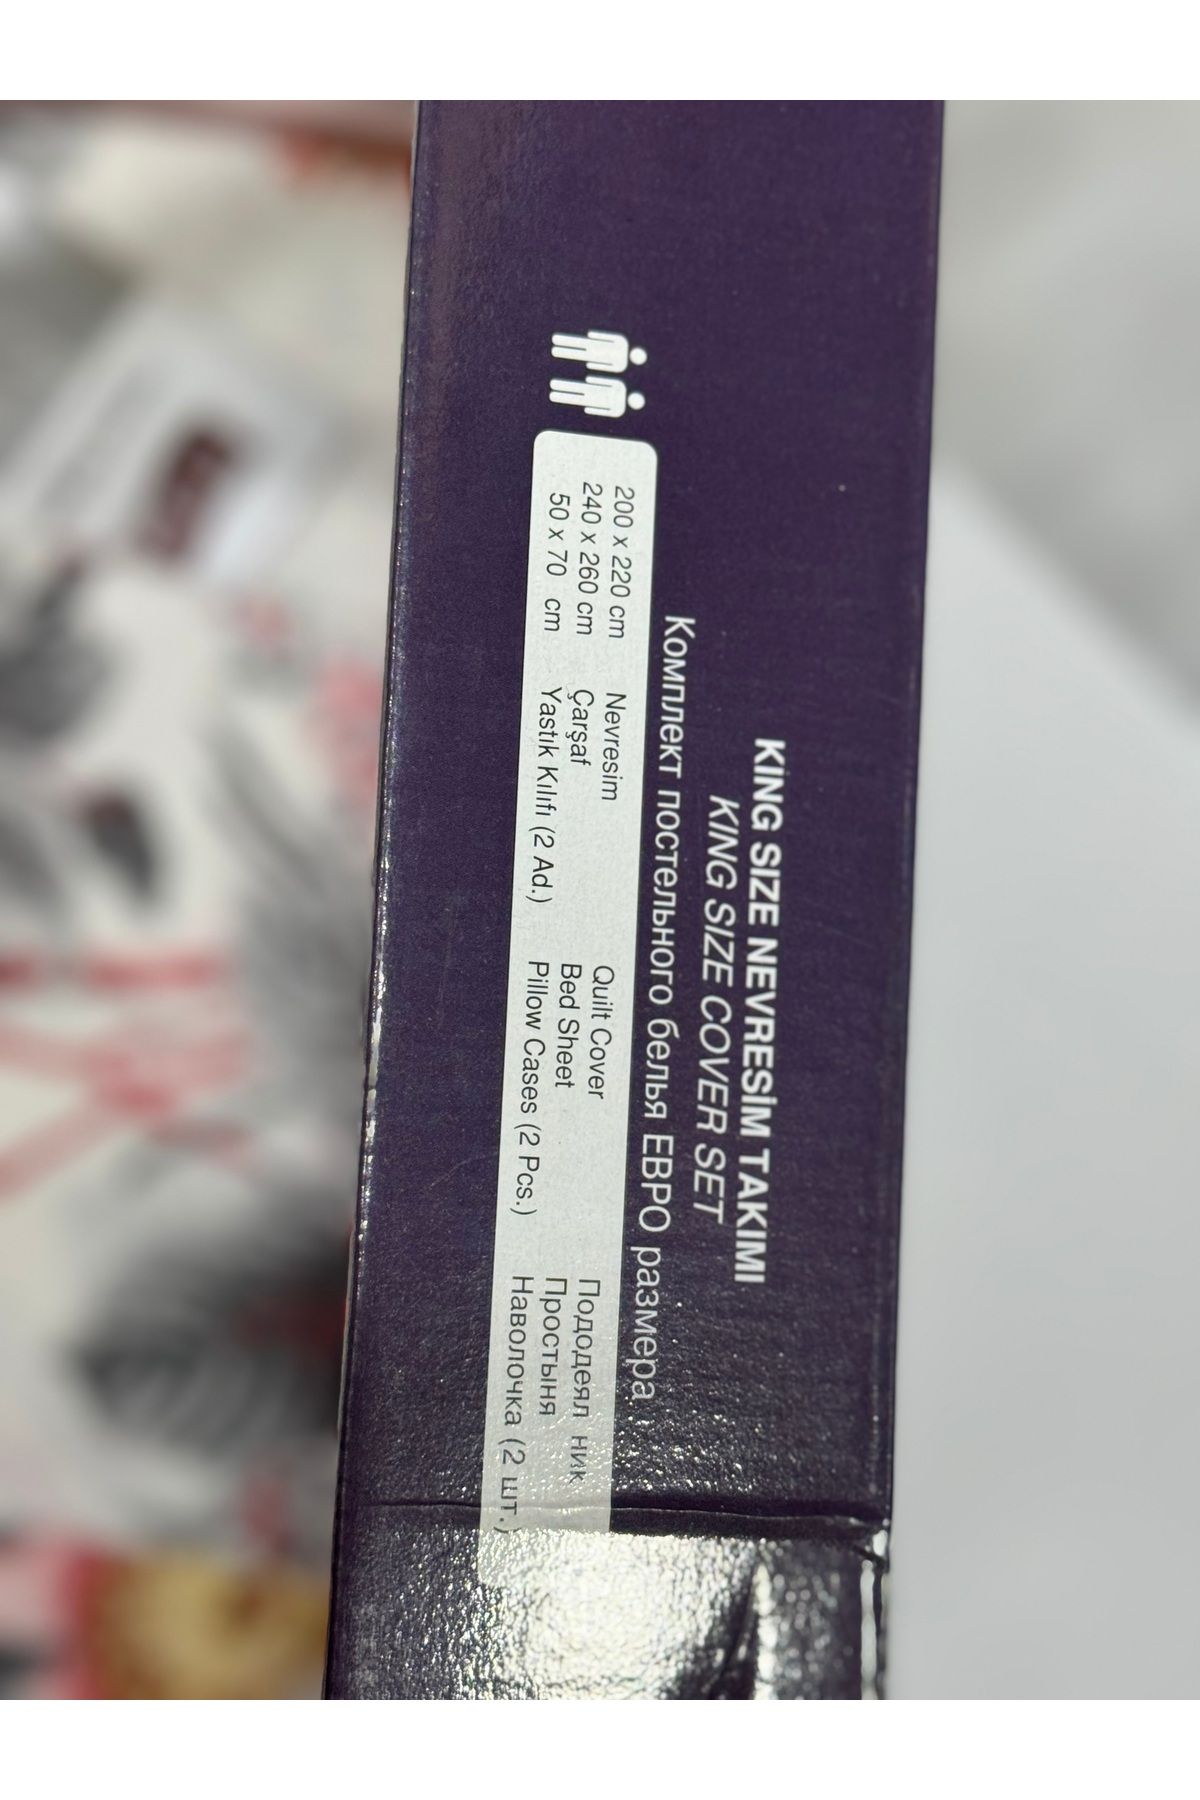 KİNG SIZE NEVRESİM TAKIMI
KING SIZE COVER SET
Комплект постельного белья ЕВРО размера
200 x 220 cm Nevresim Quilt Cover Пододеял ник
240 x 260 cm Çarşaf Bed Sheet Простыня
50 x 70 cm Yastık Kılıfı (2 Ad.) Pillow Cases (2 Pcs.) Наволочка (2 шт.)